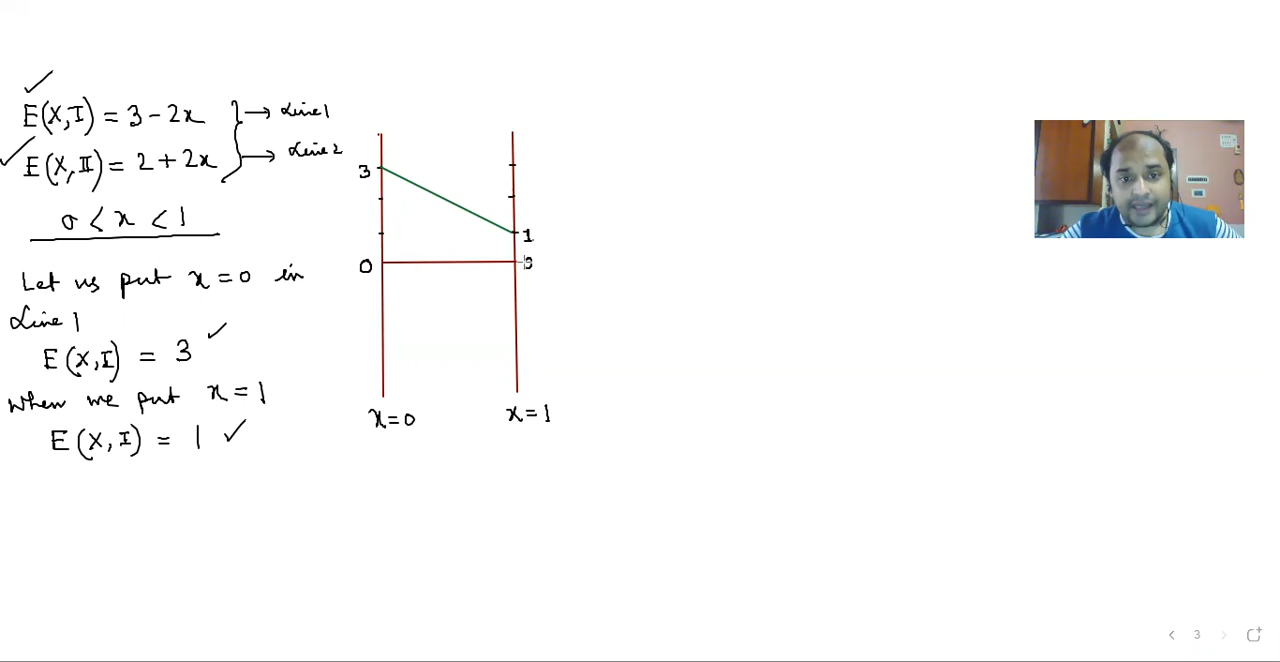 E(X,I) = 3 - 2x → Line 1
E(X,II) = 2 + 2x → Line 2
0 < x < 1
Let us put x = 0 in
Line 1
E(X,I) = 3
When we put x = 1
E(X,I) = 1
3
0
1
x=0
x=1
3